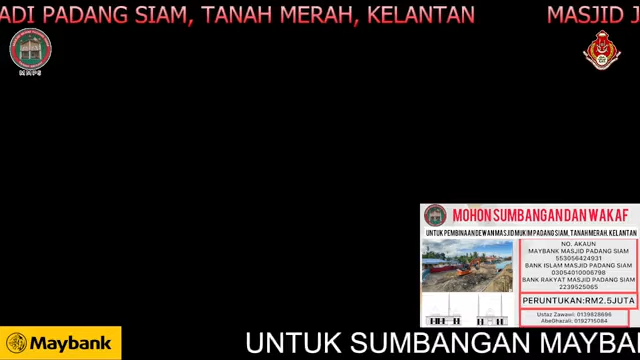 ADI PADANG SIAM, TANAH MERAH, KELANTAN
MASJID J
MMPS
MOHON SUMBANGAN DAN WAKAF
UNTUK PEMBINAAN DEWAN MASJID MUKIM PADANG SIAM, TANAH MERAH, KELANTAN
NO. AKAUN
MAYBANK MASJID PADANG SIAM
553056424931
BANK ISLAM MASJID PADANG SIAM
03054010006798
BANK RAKYAT MASJID PADANG SIAM
2239525065
PERUNTUKAN:RM2.5JUTA
Ustaz Zawawi: 0139828696
AbeGhazali: 0192715084
Maybank
UNTUK SUMBANGAN MAYBA